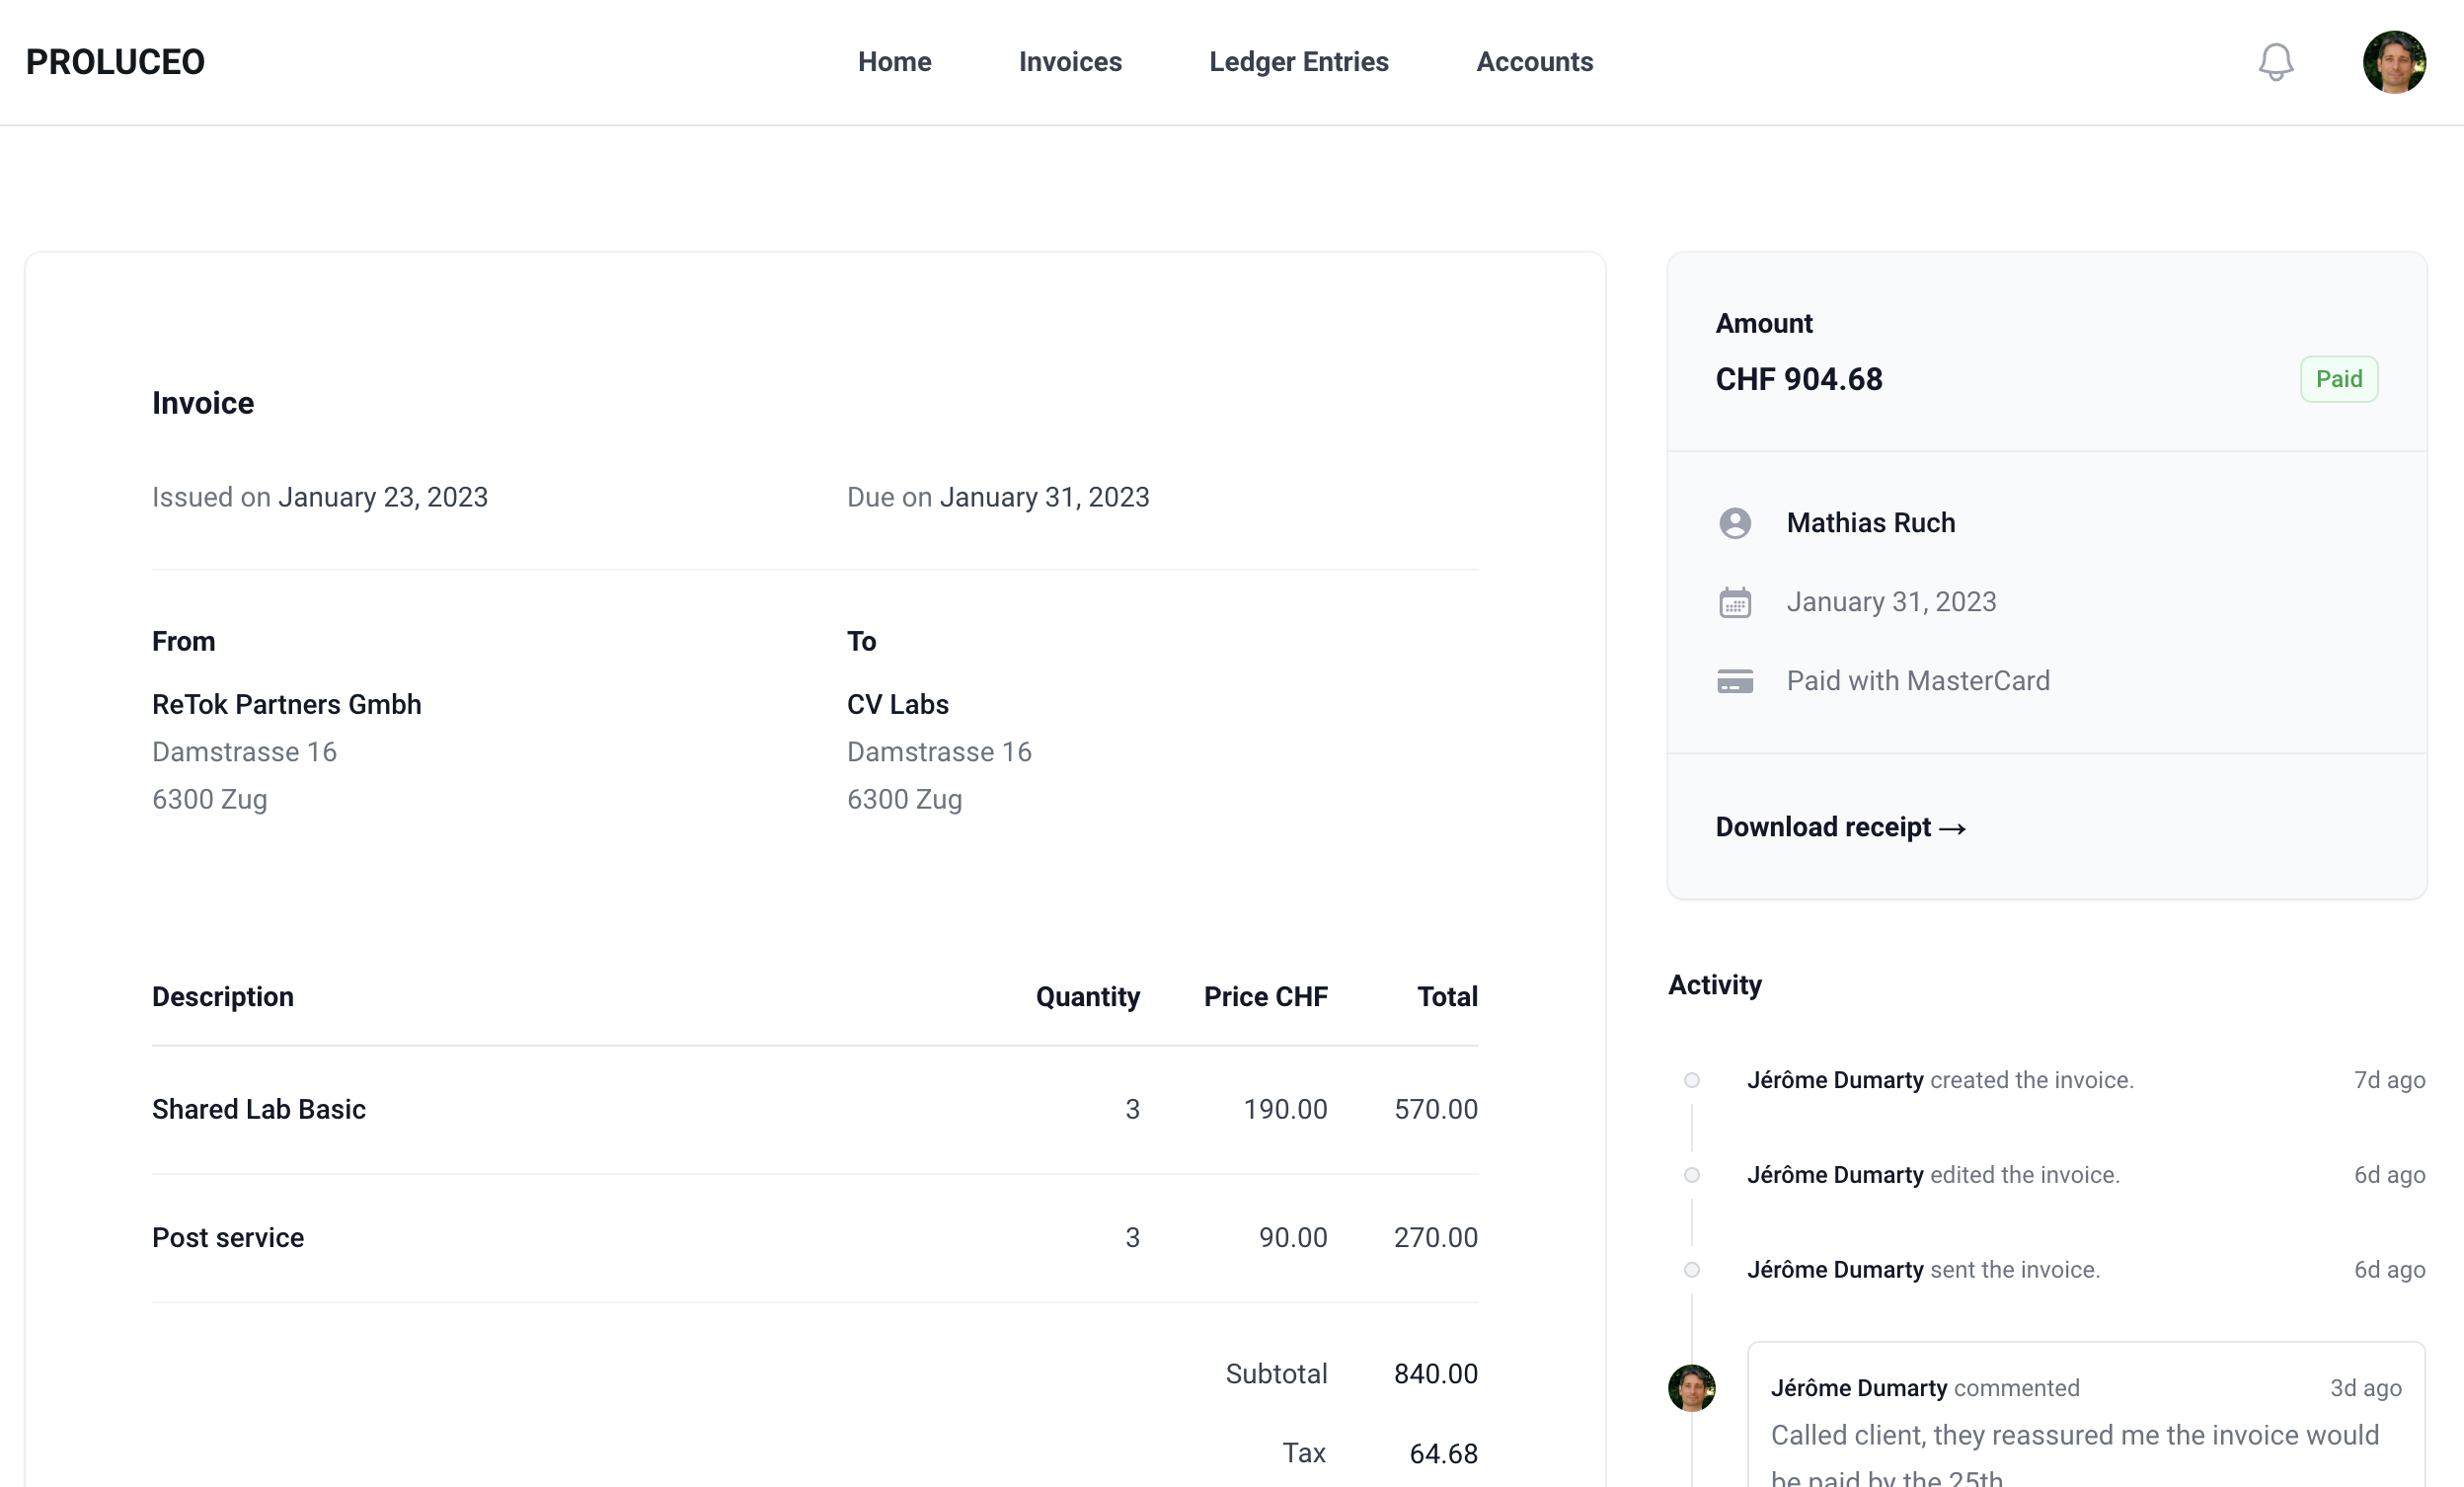 PROLUCEO
Home Invoices Ledger Entries Accounts
Invoice
Issued on January 23, 2023 Due on January 31, 2023
From
ReTok Partners Gmbh
Damstrasse 16
6300 Zug
To
CV Labs
Damstrasse 16
6300 Zug
Description Quantity Price CHF Total
Shared Lab Basic 3 190.00 570.00
Post service 3 90.00 270.00
Subtotal 840.00
Tax 64.68
Amount
CHF 904.68 Paid
Mathias Ruch
January 31, 2023
Paid with MasterCard
Download receipt →
Activity
Jérôme Dumarty created the invoice. 7d ago
Jérôme Dumarty edited the invoice. 6d ago
Jérôme Dumarty sent the invoice. 6d ago
Jérôme Dumarty commented 3d ago
Called client, they reassured me the invoice would
be paid by the 25th